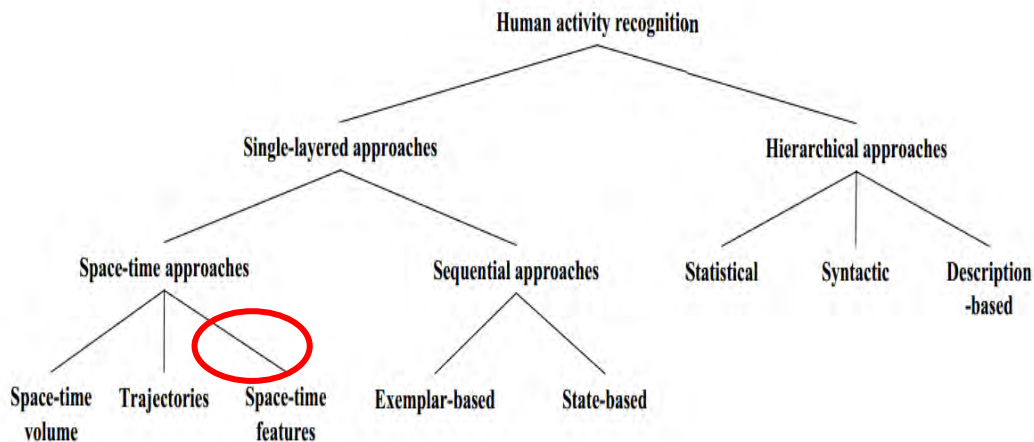 Human activity recognition
Single-layered approaches
Hierarchical approaches
Space-time approaches
Sequential approaches
Statistical
Syntactic
Description
-based
Space-time
volume
Trajectories
Space-time
features
Exemplar-based
State-based